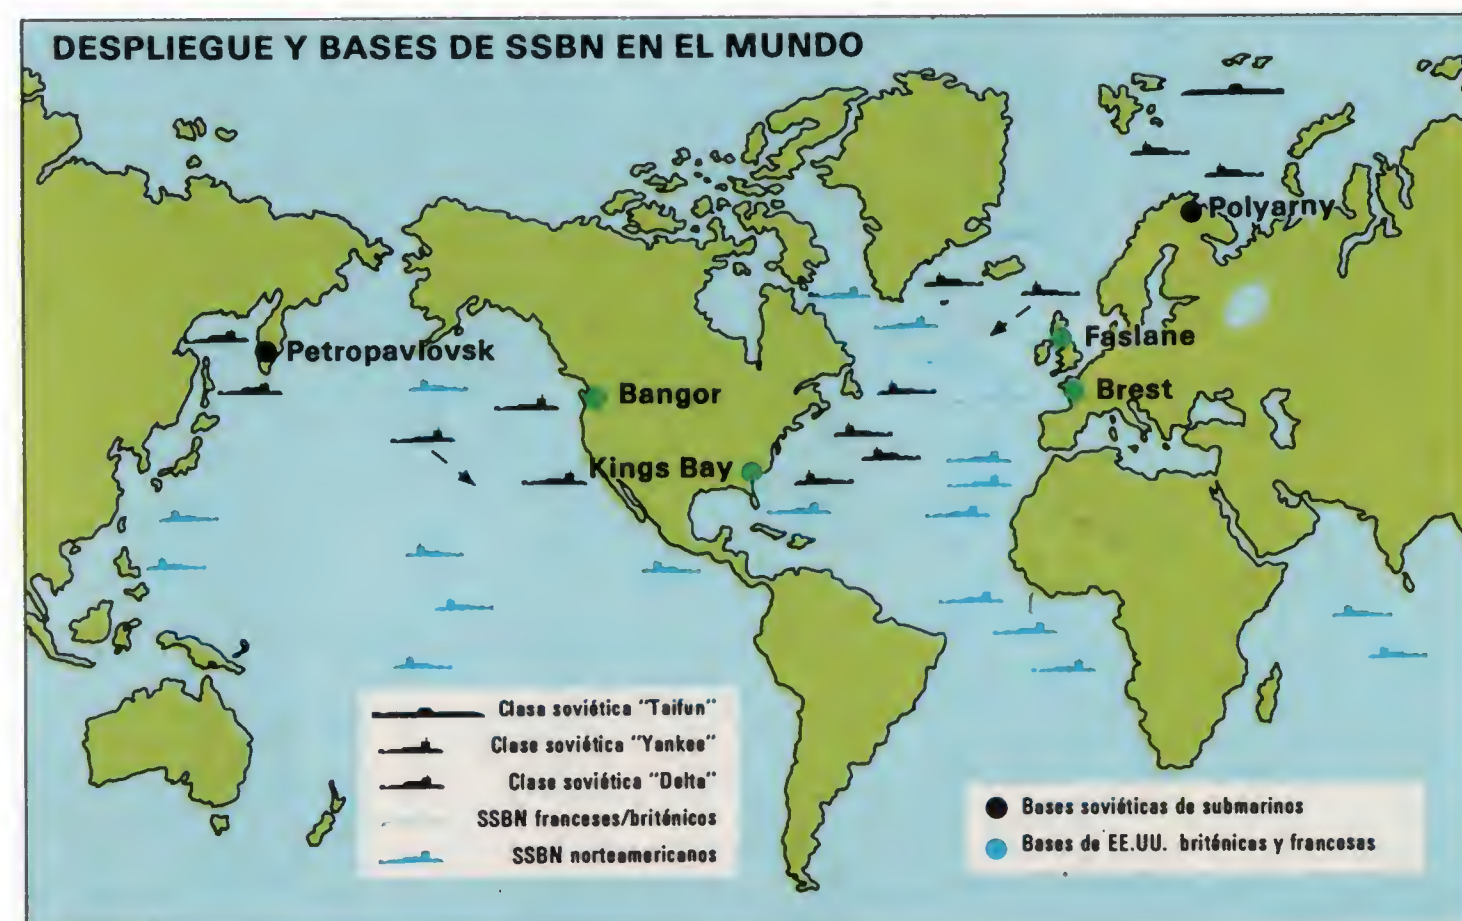 DESPLIEGUE Y BASES DE SSBN EN EL MUNDO
Polyarny
Petropavlovsk
Faslane
Bangor
Brest
Kings Bay
Clase soviética "Taifun"
Clase soviética "Yankee"
Clase soviética "Delta"
SSBN franceses/británicos
SSBN norteamericanos
Bases soviéticas de submarinos
Bases de EE.UU. británicas y francesas